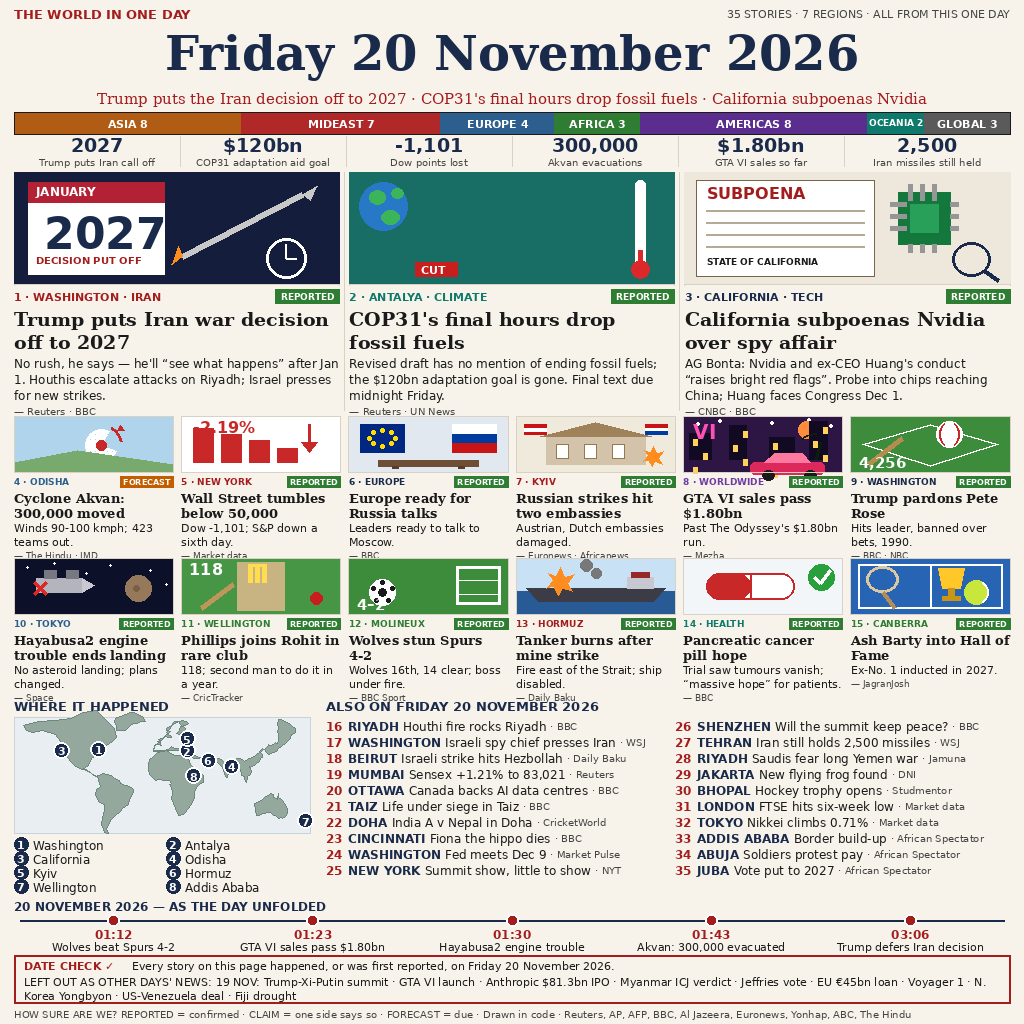 THE WORLD IN ONE DAY
35 STORIES · 7 REGIONS · ALL FROM THIS ONE DAY
Friday 20 November 2026
Trump puts the Iran decision off to 2027 · COP31's final hours drop fossil fuels · California subpoenas Nvidia
ASIA 8
MIDEAST 7
EUROPE 4
AFRICA 3
AMERICAS 8
OCEANIA 2
GLOBAL 3
2027
Trump puts Iran call off
$120bn
COP31 adaptation aid goal
-1,101
Dow points lost
300,000
Akvan evacuations
$1.80bn
GTA VI sales so far
2,500
Iran missiles still held
JANUARY
2027
DECISION PUT OFF
CUT
SUBPOENA
STATE OF CALIFORNIA
1 · WASHINGTON · IRAN
REPORTED
Trump puts Iran war decision
off to 2027
No rush, he says — he'll “see what happens” after Jan
1. Houthis escalate attacks on Riyadh; Israel presses
for new strikes.
— Reuters · BBC
2 · ANTALYA · CLIMATE
REPORTED
COP31's final hours drop
fossil fuels
Revised draft has no mention of ending fossil fuels;
the $120bn adaptation goal is gone. Final text due
midnight Friday.
— Reuters · UN News
3 · CALIFORNIA · TECH
REPORTED
California subpoenas Nvidia
over spy affair
AG Bonta: Nvidia and ex-CEO Huang's conduct
“raises bright red flags”. Probe into chips reaching
China; Huang faces Congress Dec 1.
— CNBC · BBC
4 · ODISHA
FORECAST
Cyclone Akvan:
300,000 moved
Winds 90-100 kmph; 423
teams out.
— The Hindu · IMD
-2.19%
5 · NEW YORK
REPORTED
Wall Street tumbles
below 50,000
Dow -1,101; S&P down a
sixth day.
— Market data
6 · EUROPE
REPORTED
Europe ready for
Russia talks
Leaders ready to talk to
Moscow.
— BBC
7 · KYIV
REPORTED
Russian strikes hit
two embassies
Austrian, Dutch embassies
damaged.
— Euronews · Africanews
VI
8 · WORLDWIDE
REPORTED
GTA VI sales pass
$1.80bn
Past The Odyssey's $1.80bn
run.
— Mezha
4,256
9 · WASHINGTON
REPORTED
Trump pardons Pete
Rose
Hits leader, banned over
bets, 1990.
— BBC · NBC
10 · TOKYO
REPORTED
Hayabusa2 engine
trouble ends landing
No asteroid landing; plans
changed.
— Space
118
11 · WELLINGTON
REPORTED
Phillips joins Rohit in
rare club
118; second man to do it in
a year.
— CricTracker
4-2
12 · MOLINEUX
REPORTED
Wolves stun Spurs
4-2
Wolves 16th, 14 clear; boss
under fire.
— BBC Sport
13 · HORMUZ
REPORTED
Tanker burns after
mine strike
Fire east of the Strait; ship
disabled.
— Daily Baku
14 · HEALTH
REPORTED
Pancreatic cancer
pill hope
Trial saw tumours vanish;
“massive hope” for patients.
— BBC
15 · CANBERRA
REPORTED
Ash Barty into Hall of
Fame
Ex-No. 1 inducted in 2027.
— JagranJosh
WHERE IT HAPPENED
3
1
5
2
6
4
8
7
1 Washington
2 Antalya
3 California
4 Odisha
5 Kyiv
6 Hormuz
7 Wellington
8 Addis Ababa
ALSO ON FRIDAY 20 NOVEMBER 2026
16 RIYADH Houthi fire rocks Riyadh · BBC
17 WASHINGTON Israeli spy chief presses Iran · WSJ
18 BEIRUT Israeli strike hits Hezbollah · Daily Baku
19 MUMBAI Sensex +1.21% to 83,021 · Reuters
20 OTTAWA Canada backs AI data centres · BBC
21 TAIZ Life under siege in Taiz · BBC
22 DOHA India A v Nepal in Doha · CricketWorld
23 CINCINNATI Fiona the hippo dies · BBC
24 WASHINGTON Fed meets Dec 9 · Market Pulse
25 NEW YORK Summit show, little to show · NYT
26 SHENZHEN Will the summit keep peace? · BBC
27 TEHRAN Iran still holds 2,500 missiles · WSJ
28 RIYADH Saudis fear long Yemen war · Jamuna
29 JAKARTA New flying frog found · DNI
30 BHOPAL Hockey trophy opens · Studmentor
31 LONDON FTSE hits six-week low · Market data
32 TOKYO Nikkei climbs 0.71% · Market data
33 ADDIS ABABA Border build-up · African Spectator
34 ABUJA Soldiers protest pay · African Spectator
35 JUBA Vote put to 2027 · African Spectator
20 NOVEMBER 2026 — AS THE DAY UNFOLDED
01:12
Wolves beat Spurs 4-2
01:23
GTA VI sales pass $1.80bn
01:30
Hayabusa2 engine trouble
01:43
Akvan: 300,000 evacuated
03:06
Trump defers Iran decision
DATE CHECK ✓ Every story on this page happened, or was first reported, on Friday 20 November 2026.
LEFT OUT AS OTHER DAYS' NEWS: 19 NOV: Trump-Xi-Putin summit · GTA VI launch · Anthropic $81.3bn IPO · Myanmar ICJ verdict · Jeffries vote · EU €45bn loan · Voyager 1 · N.
Korea Yongbyon · US-Venezuela deal · Fiji drought
HOW SURE ARE WE? REPORTED = confirmed · CLAIM = one side says so · FORECAST = due · Drawn in code · Reuters, AP, AFP, BBC, Al Jazeera, Euronews, Yonhap, ABC, The Hindu